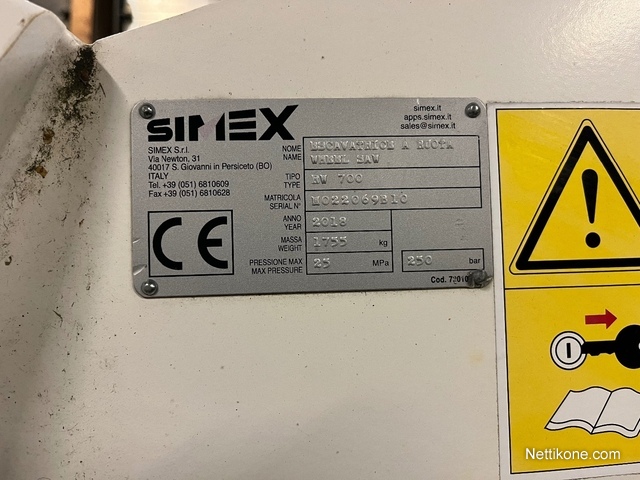 SIMEX
simex.it
apps.simex.it
sales@simex.it
SIMEX S.r.l.
Via Newton, 31
40017 S. Giovanni in Persiceto (BO)
ITALY
Tel. +39 (051) 6810609
Fax +39 (051) 6810628
CE
NOME
NAME
ESCAVATRICE A RUOTA
WHEEL SAW
TIPO
TYPE
RW 700
MATRICOLA
SERIAL N°
M022069310
ANNO
YEAR
2018
MASSA
WEIGHT
1755 kg
PRESSIONE MAX
MAX PRESSURE
25 MPa
250 bar
Cod.
Nettikone.com